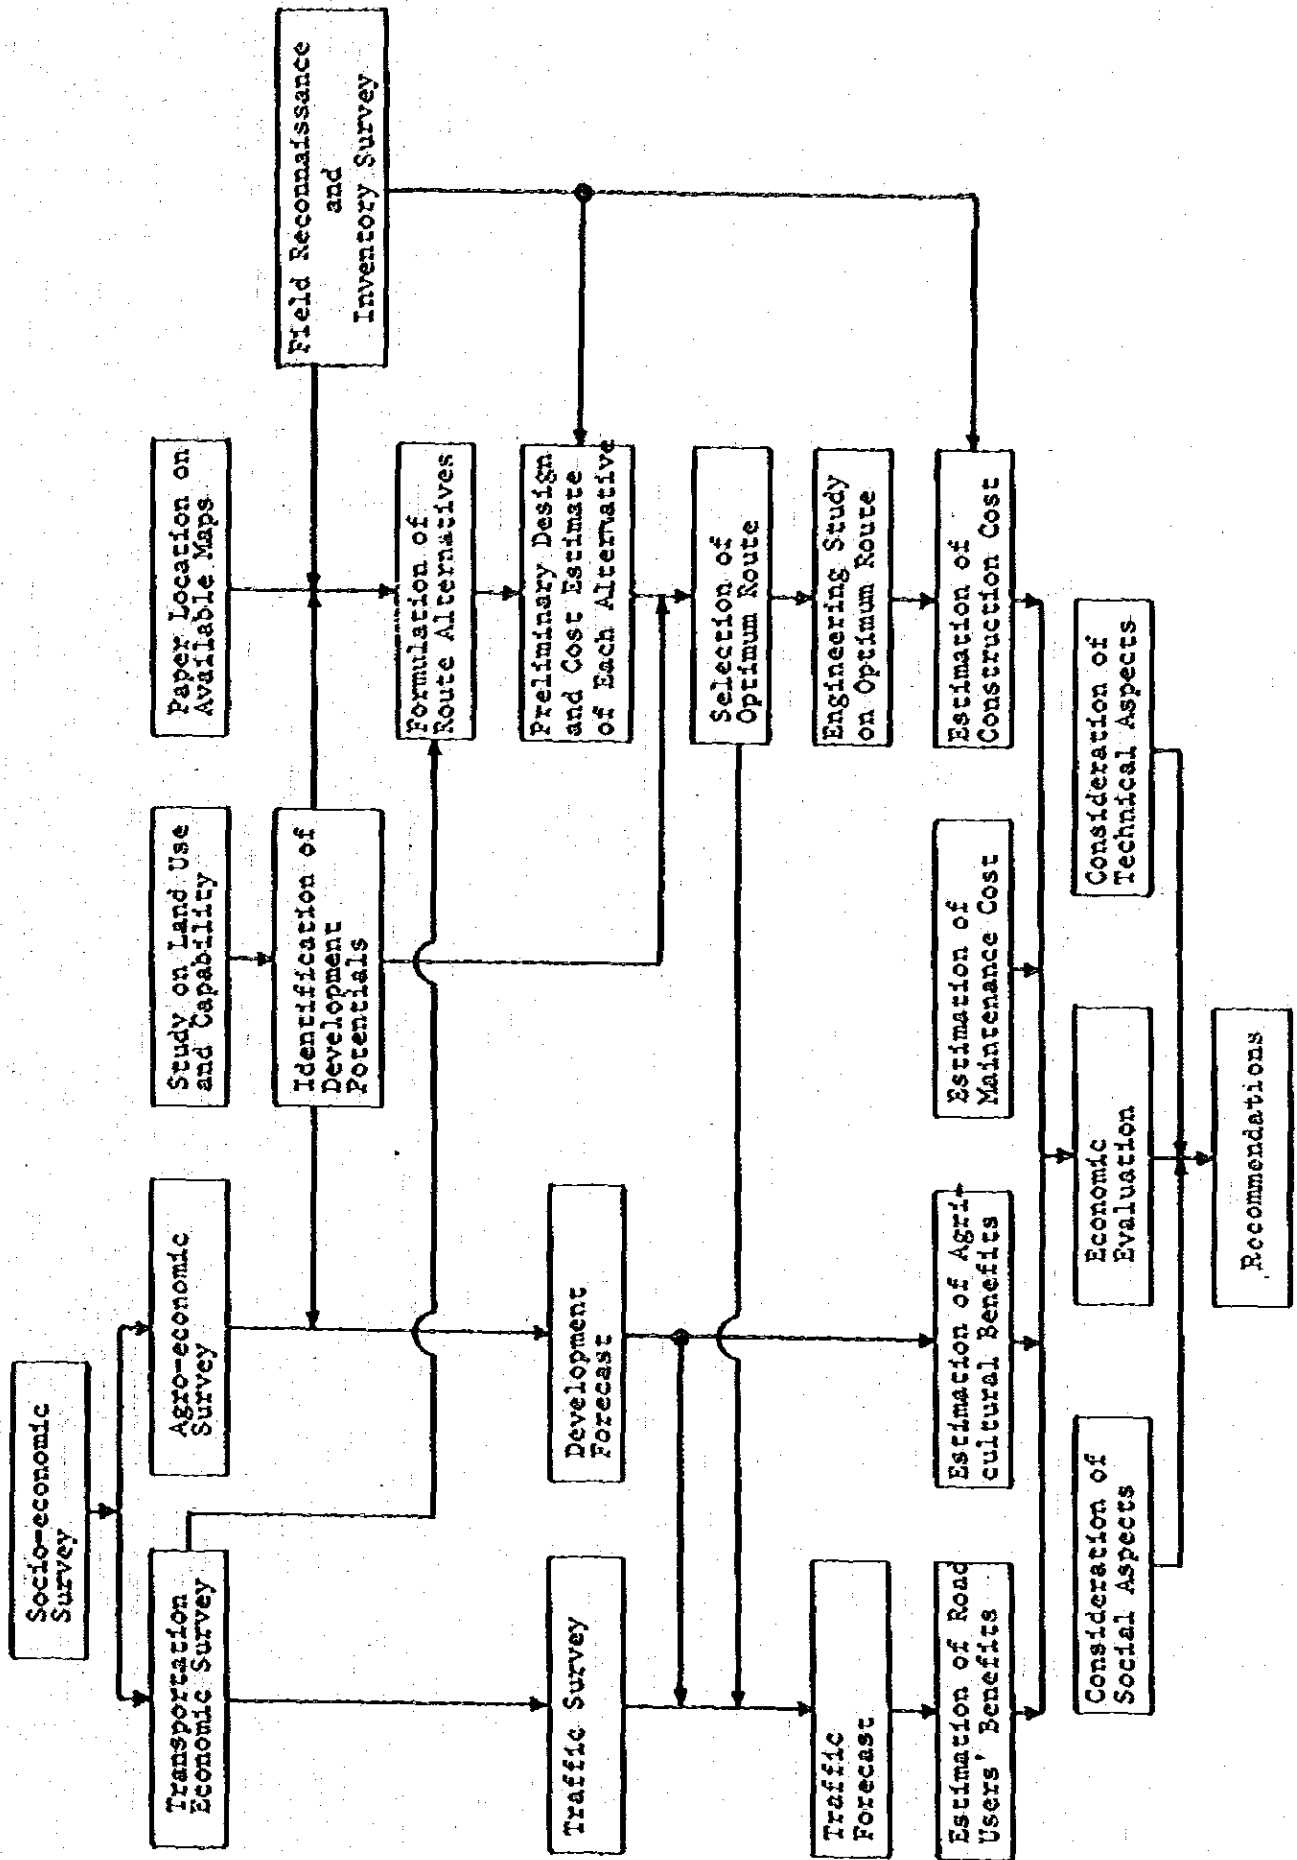 Socio-economic
Survey
Transportation
Economic Survey
Agro-economic
Survey
Study on Land Use
and Capability
Paper Location on
Available Maps
Identification of
Development
Potentials
Field Reconnaissance
and
Inventory Survey
Formulation of
Route Alternatives
Traffic Survey
Development
Forecast
Preliminary Design
and Cost Estimate
of Each Alternative
Selection of
Optimum Route
Traffic
Forecast
Engineering Study
on Optimum Route
Estimation of Road
Users' Benefits
Estimation of Agri-
cultural Benefits
Estimation of
Maintenance Cost
Estimation of
Construction Cost
Consideration of
Social Aspects
Economic
Evaluation
Consideration of
Technical Aspects
Roccommendations